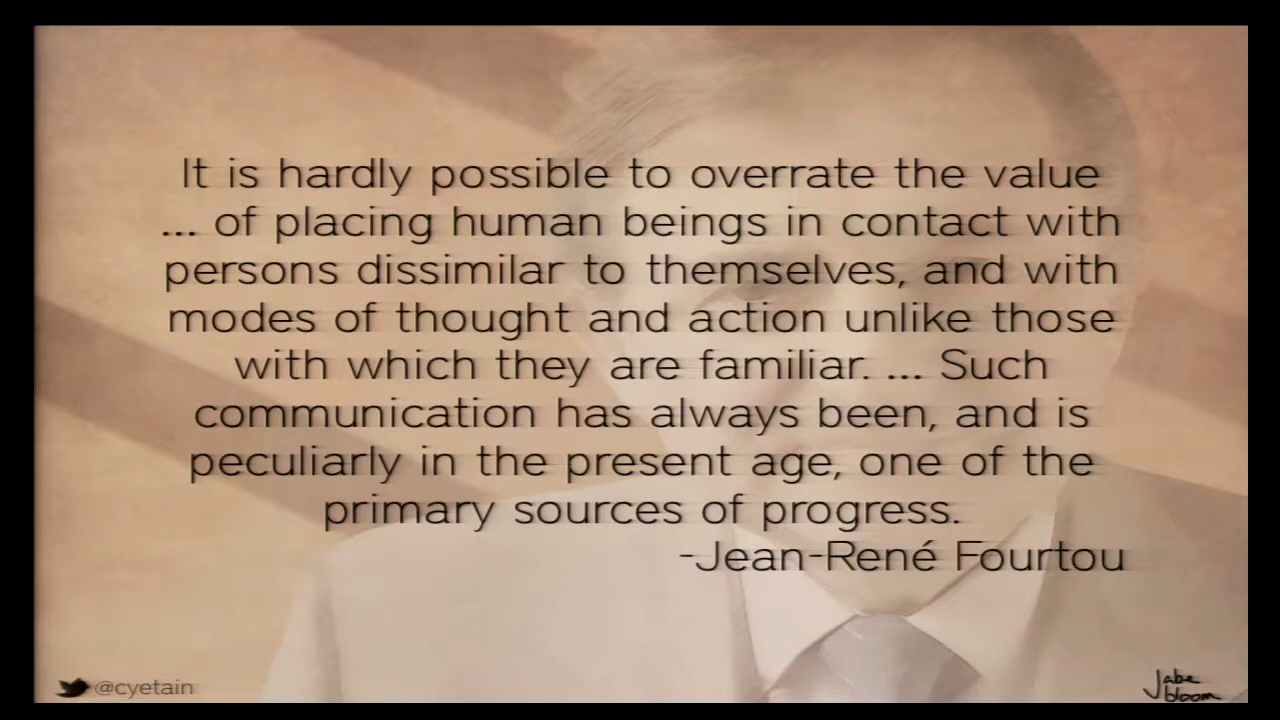 It is hardly possible to overrate the value
... of placing human beings in contact with
persons dissimilar to themselves, and with
modes of thought and action unlike those
with which they are familiar. ... Such
communication has always been, and is
peculiarly in the present age, one of the
primary sources of progress.
-Jean-René Fourtou
@cyetain
Jabe
bloom